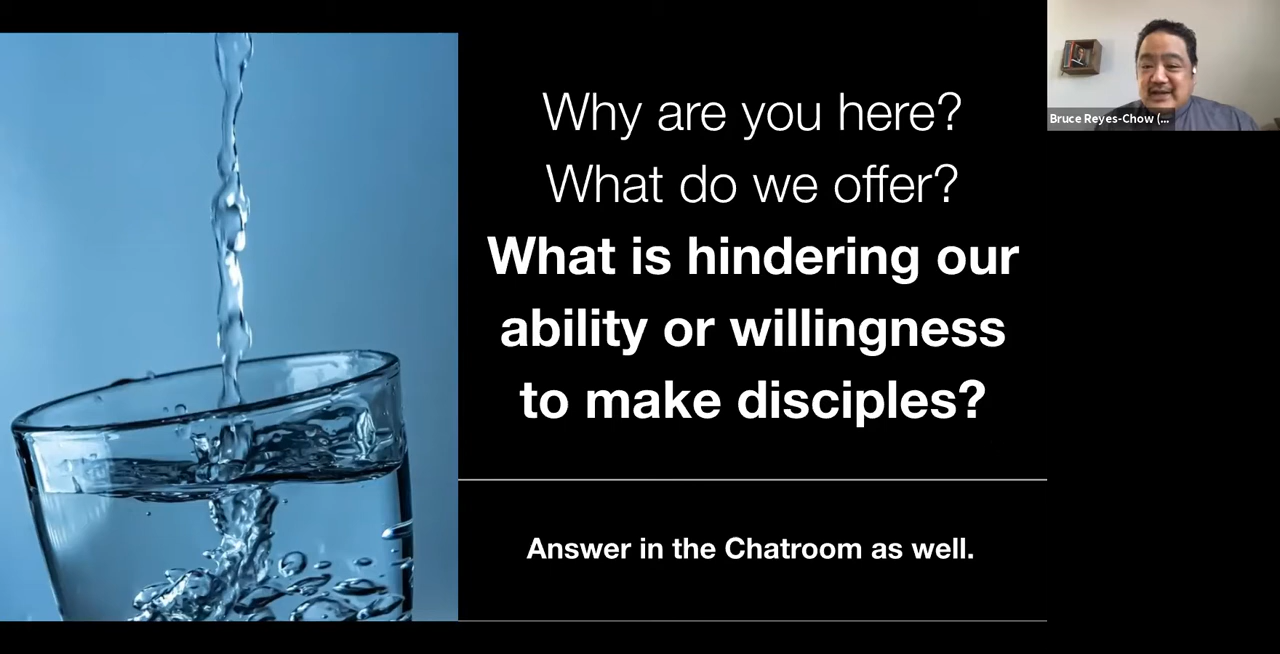 Why are you here?
What do we offer?
What is hindering our
ability or willingness
to make disciples?
Answer in the Chatroom as well.
Bruce Reyes-Chow (...